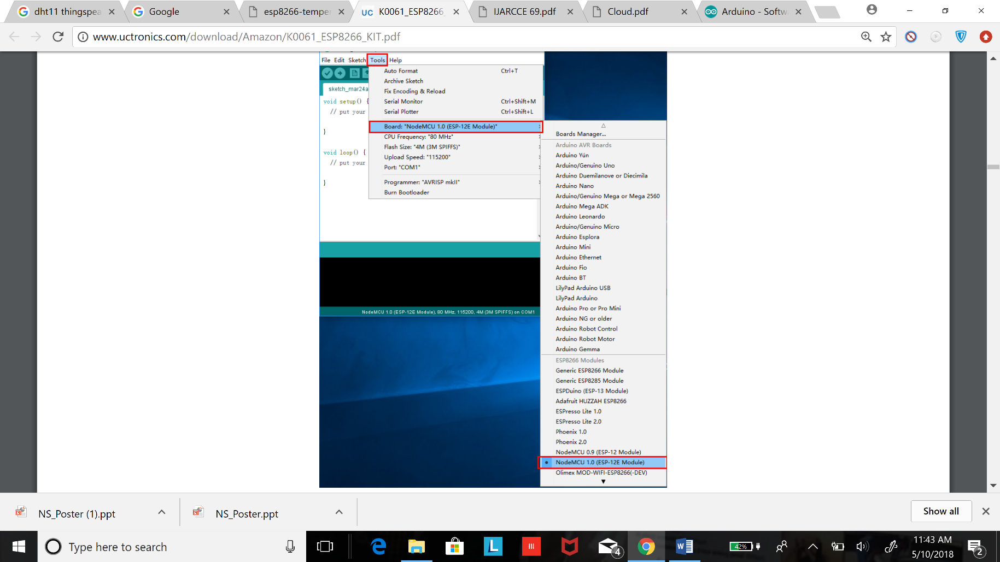 dht11 thingspea
Google
esp8266-temper
UC K0061_ESP8266_
IJARCCE 69.pdf
Cloud.pdf
Arduino - Softw
www.uctronics.com/download/Amazon/K0061_ESP8266_KIT.pdf
File Edit Sketch Tools Help
Auto Format Ctrl+T
Archive Sketch
sketch_mar24a
Fix Encoding & Reload
void setup() {
Serial Monitor Ctrl+Shift+M
// put your
Serial Plotter Ctrl+Shift+L
Board: "NodeMCU 1.0 (ESP-12E Module)"
}
CPU Frequency: "80 MHz"
Flash Size: "4M (3M SPIFFS)"
void loop() {
Upload Speed: "115200"
// put your
Port: "COM1"
}
Programmer: "AVRISP mkII"
Burn Bootloader
NodeMCU 1.0 (ESP-12E Module), 80 MHz, 115200, 4M (3M SPIFFS) on COM1
Boards Manager...
Arduino AVR Boards
Arduino Yún
Arduino/Genuino Uno
Arduino Duemilanove or Diecimila
Arduino Nano
Arduino/Genuino Mega or Mega 2560
Arduino Mega ADK
Arduino Leonardo
Arduino/Genuino Micro
Arduino Esplora
Arduino Mini
Arduino Ethernet
Arduino Fio
Arduino BT
LilyPad Arduino USB
LilyPad Arduino
Arduino Pro or Pro Mini
Arduino NG or older
Arduino Robot Control
Arduino Robot Motor
Arduino Gemma
ESP8266 Modules
Generic ESP8266 Module
Generic ESP8285 Module
ESPDuino (ESP-13 Module)
Adafruit HUZZAH ESP8266
ESPresso Lite 1.0
ESPresso Lite 2.0
Phoenix 1.0
Phoenix 2.0
NodeMCU 0.9 (ESP-12 Module)
NodeMCU 1.0 (ESP-12E Module)
Olimex MOD-WIFI-ESP8266(-DEV)
NS_Poster (1).ppt
NS_Poster.ppt
Show all
Type here to search
4
42%
11:43 AM
5/10/2018
2